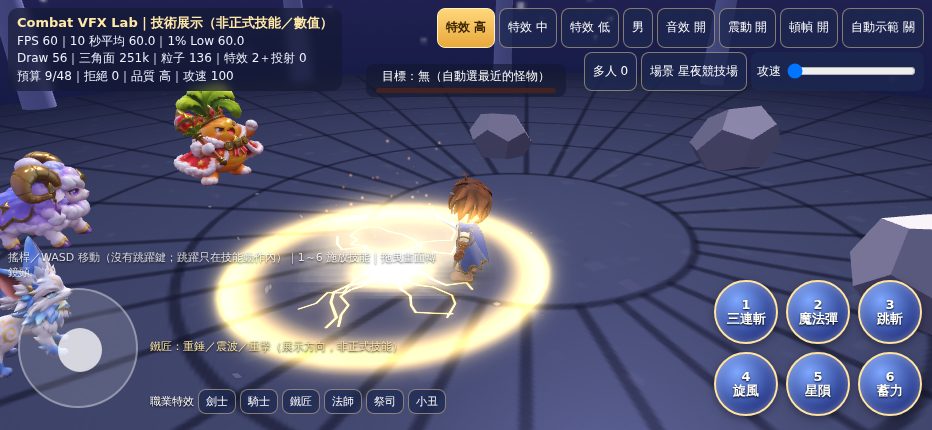 Combat VFX Lab｜技術展示（非正式技能／數值）
FPS 60｜10 秒平均 60.0｜1% Low 60.0
Draw 56｜三角面 251k｜粒子 136｜特效 2＋投射 0
預算 9/48｜拒絕 0｜品質 高｜攻速 100
特效 高
特效 中
特效 低
男
音效 開
震動 開
頓幀 開
自動示範 關
目標：無（自動選最近的怪物）
多人 0
場景 星夜競技場
攻速
搖桿／WASD 移動（沒有跳躍鍵；跳躍只在技能動作內）｜1～6 施放技能｜拖曳畫面轉
鏡頭
鐵匠：重錘／震波／重擊（展示方向，非正式技能）
職業特效
劍士
騎士
鐵匠
法師
祭司
小丑
1
三連斬
2
魔法彈
3
跳斬
4
旋風
5
星隕
6
蓄力